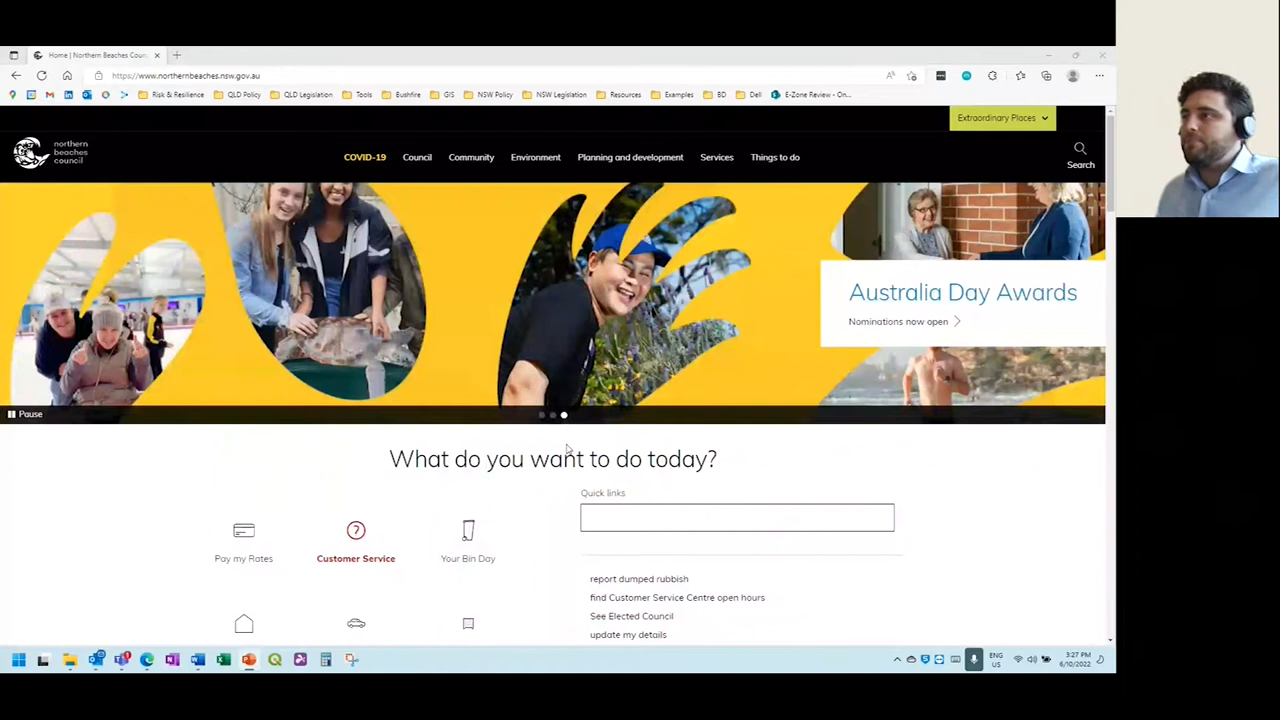 Home | Northern Beaches Coun
https://www.northernbeaches.nsw.gov.au
Risk & Resilience
QLD Policy
QLD Legislation
Tools
Bushfire
GIS
NSW Policy
NSW Legislation
Resources
Examples
BD
Dell
E-Zone Review - On...
Extraordinary Places
northern
beaches
council
COVID-19
Council
Community
Environment
Planning and development
Services
Things to do
Search
Australia Day Awards
Nominations now open
Pause
What do you want to do today?
Quick links
Pay my Rates
Customer Service
Your Bin Day
report dumped rubbish
find Customer Service Centre open hours
See Elected Council
update my details
ENG
US
3:27 PM
6/10/2022